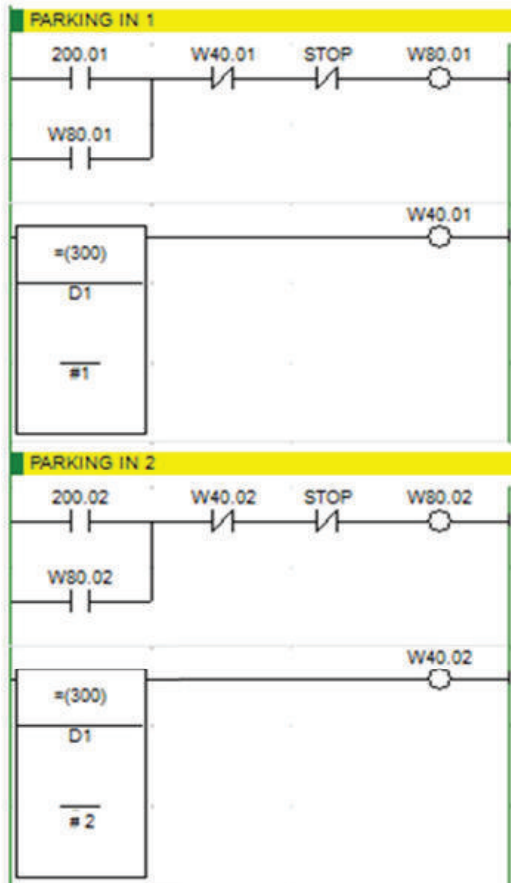 PARKING IN 1
200.01 W40.01 STOP W80.01
W80.01
W40.01
=(300)
D1
#1
PARKING IN 2
200.02 W40.02 STOP W80.02
W80.02
W40.02
=(300)
D1
# 2